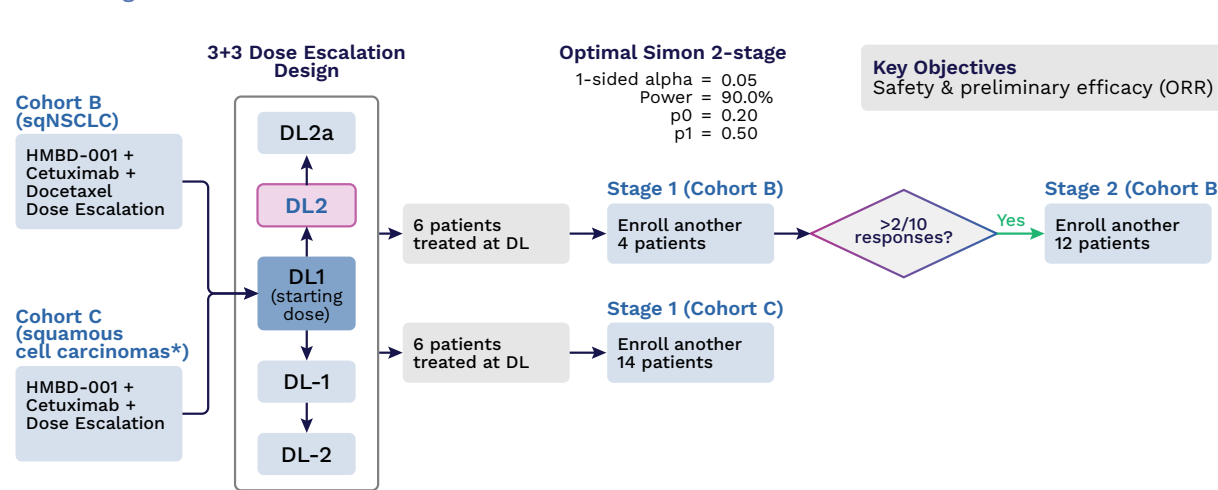 3+3 Dose Escalation
Design
Optimal Simon 2-stage
1-sided alpha = 0.05
Power = 90.0%
p0 = 0.20
p1 = 0.50
Key Objectives
Safety & preliminary efficacy (ORR)
Cohort B
(sqNSCLC)
HMBD-001 +
Cetuximab +
Docetaxel
Dose Escalation
Cohort C
(squamous
cell carcinomas*)
HMBD-001 +
Cetuximab +
Dose Escalation
DL2a
DL2
DL1
(starting
dose)
DL-1
DL-2
6 patients
treated at DL
Stage 1 (Cohort B)
Enroll another
4 patients
>2/10
responses?
Yes
Stage 2 (Cohort B
Enroll another
12 patients
6 patients
treated at DL
Stage 1 (Cohort C)
Enroll another
14 patients